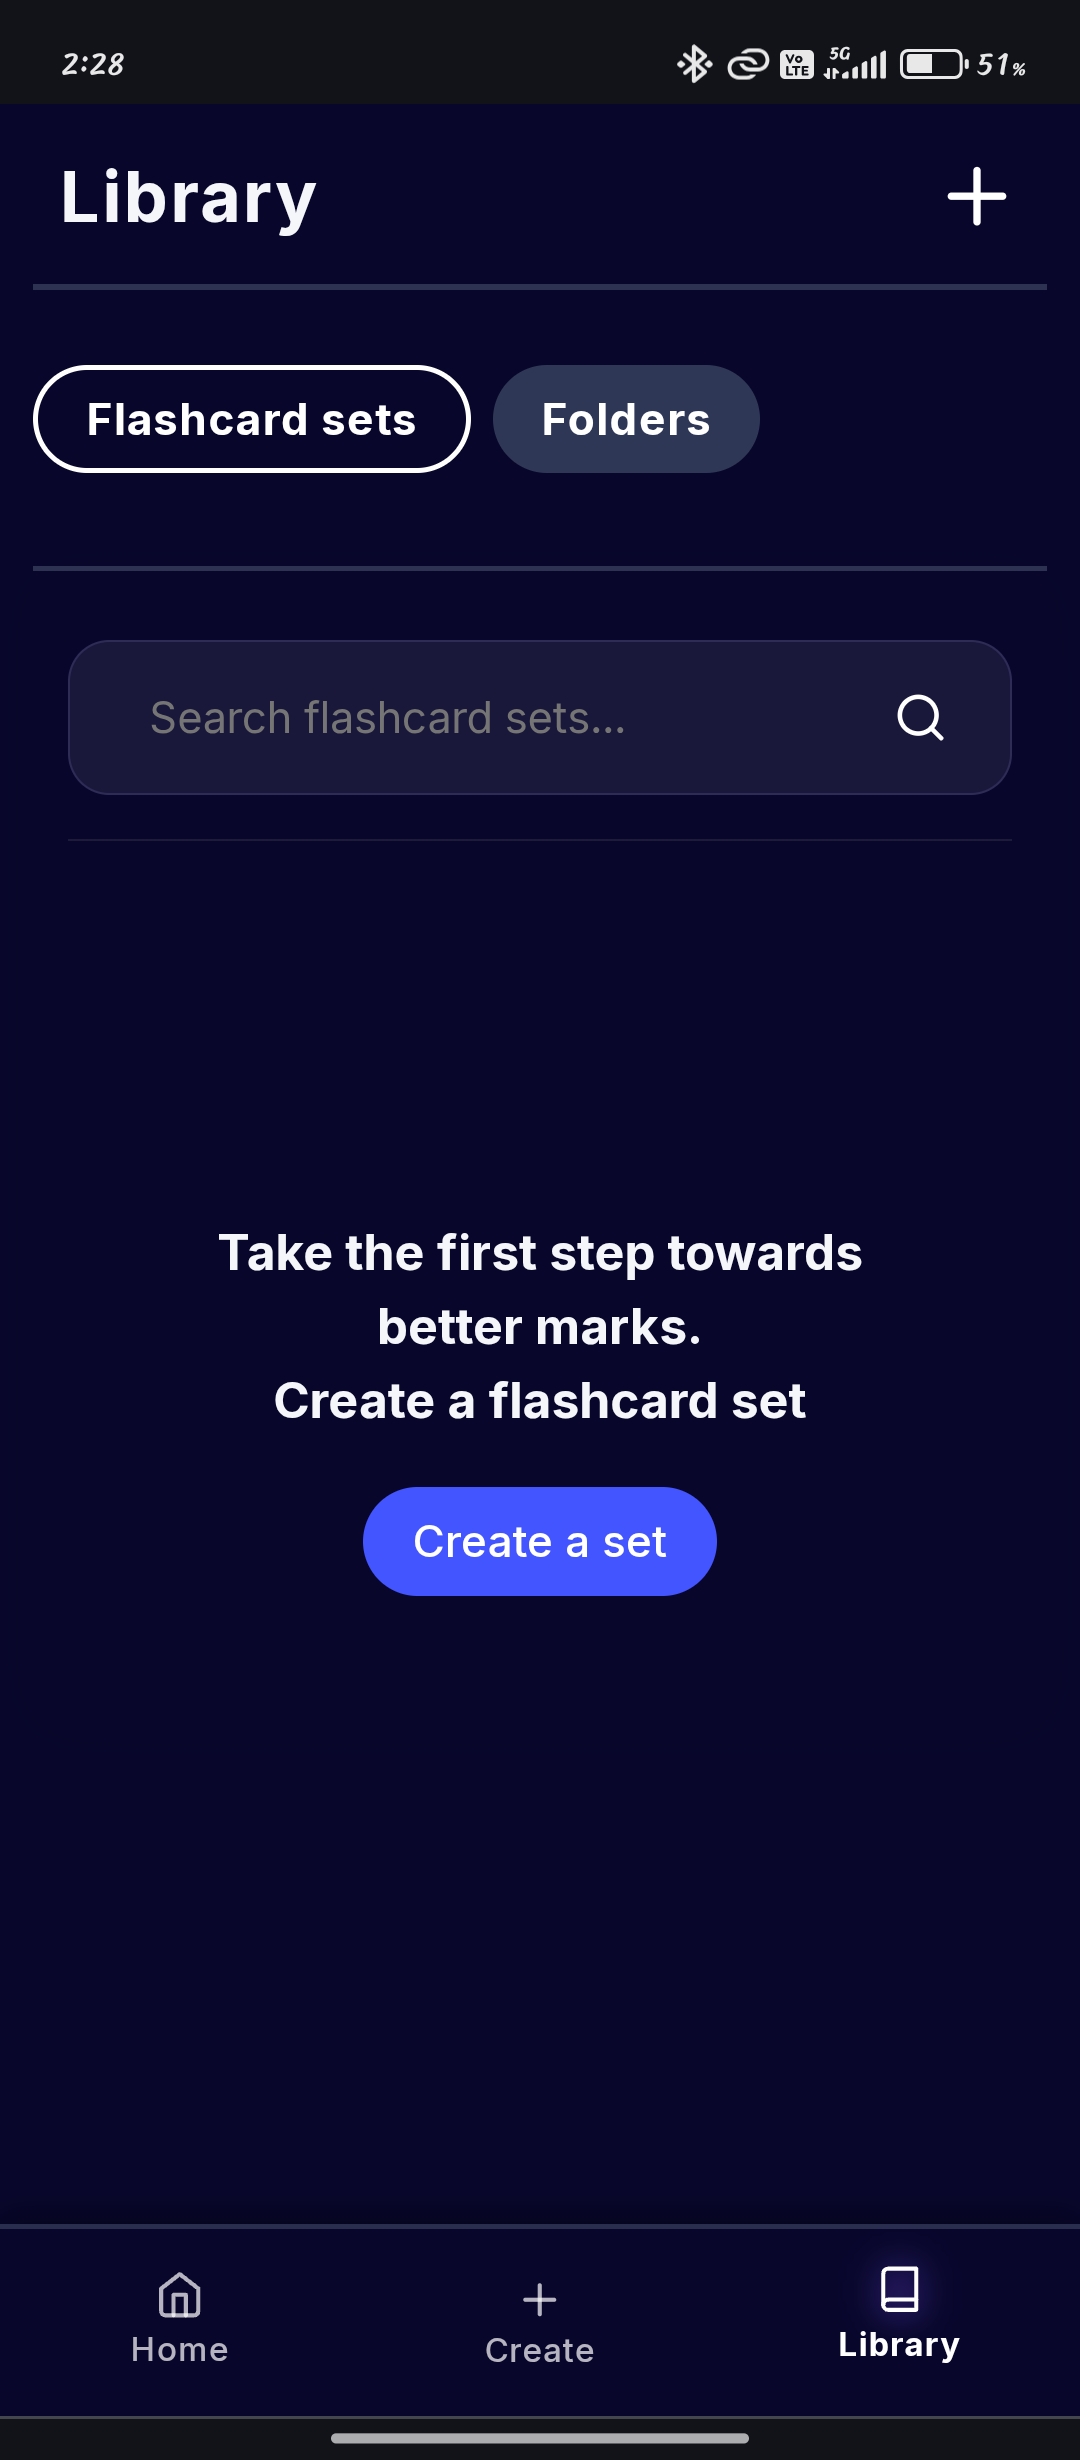 2:28
Vo LTE 5G 51%
Library
Flashcard sets Folders
Search flashcard sets...
Take the first step towards
better marks.
Create a flashcard set
Create a set
Home Create Library